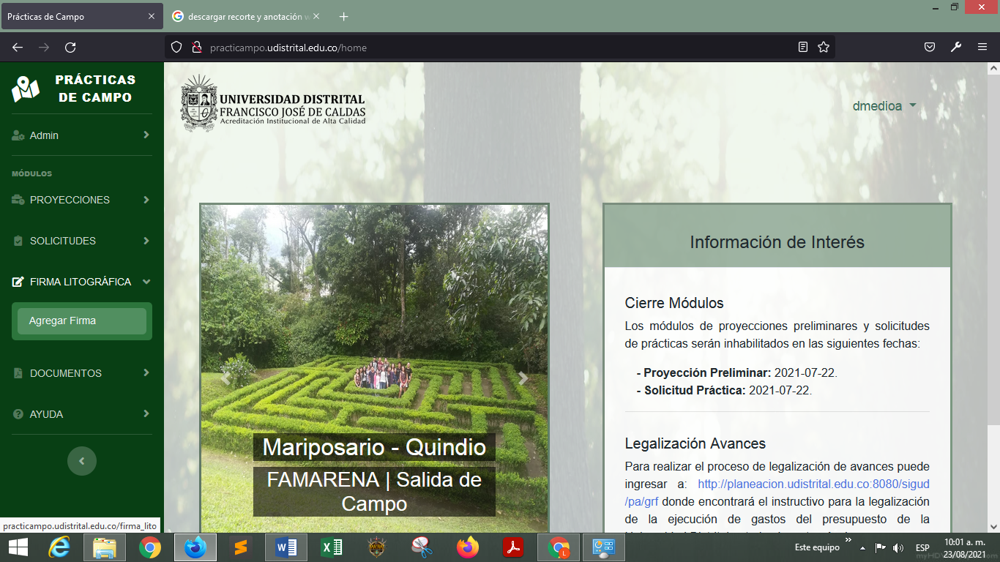 Prácticas de Campo
descargar recorte y anotación w
practicampo.udistrital.edu.co/home
PRÁCTICAS
DE CAMPO
Admin
MÓDULOS
PROYECCIONES
SOLICITUDES
FIRMA LITOGRÁFICA
Agregar Firma
DOCUMENTOS
AYUDA
practicampo.udistrital.edu.co/firma_lito
UNIVERSIDAD DISTRITAL
FRANCISCO JOSÉ DE CALDAS
Acreditación Institucional de Alta Calidad
dmedioa
Mariposario - Quindio
FAMARENA | Salida de
Campo
Información de Interés
Cierre Módulos
Los módulos de proyecciones preliminares y solicitudes
de prácticas serán inhabilitados en las siguientes fechas:
- Proyección Preliminar: 2021-07-22.
- Solicitud Práctica: 2021-07-22.
Legalización Avances
Para realizar el proceso de legalización de avances puede
ingresar a: http://planeacion.udistrital.edu.co:8080/sigud
/pa/grf donde encontrará el instructivo para la legalización
de la ejecución de gastos del presupuesto de la
Este equipo
ESP
10:01 a. m.
23/08/2021